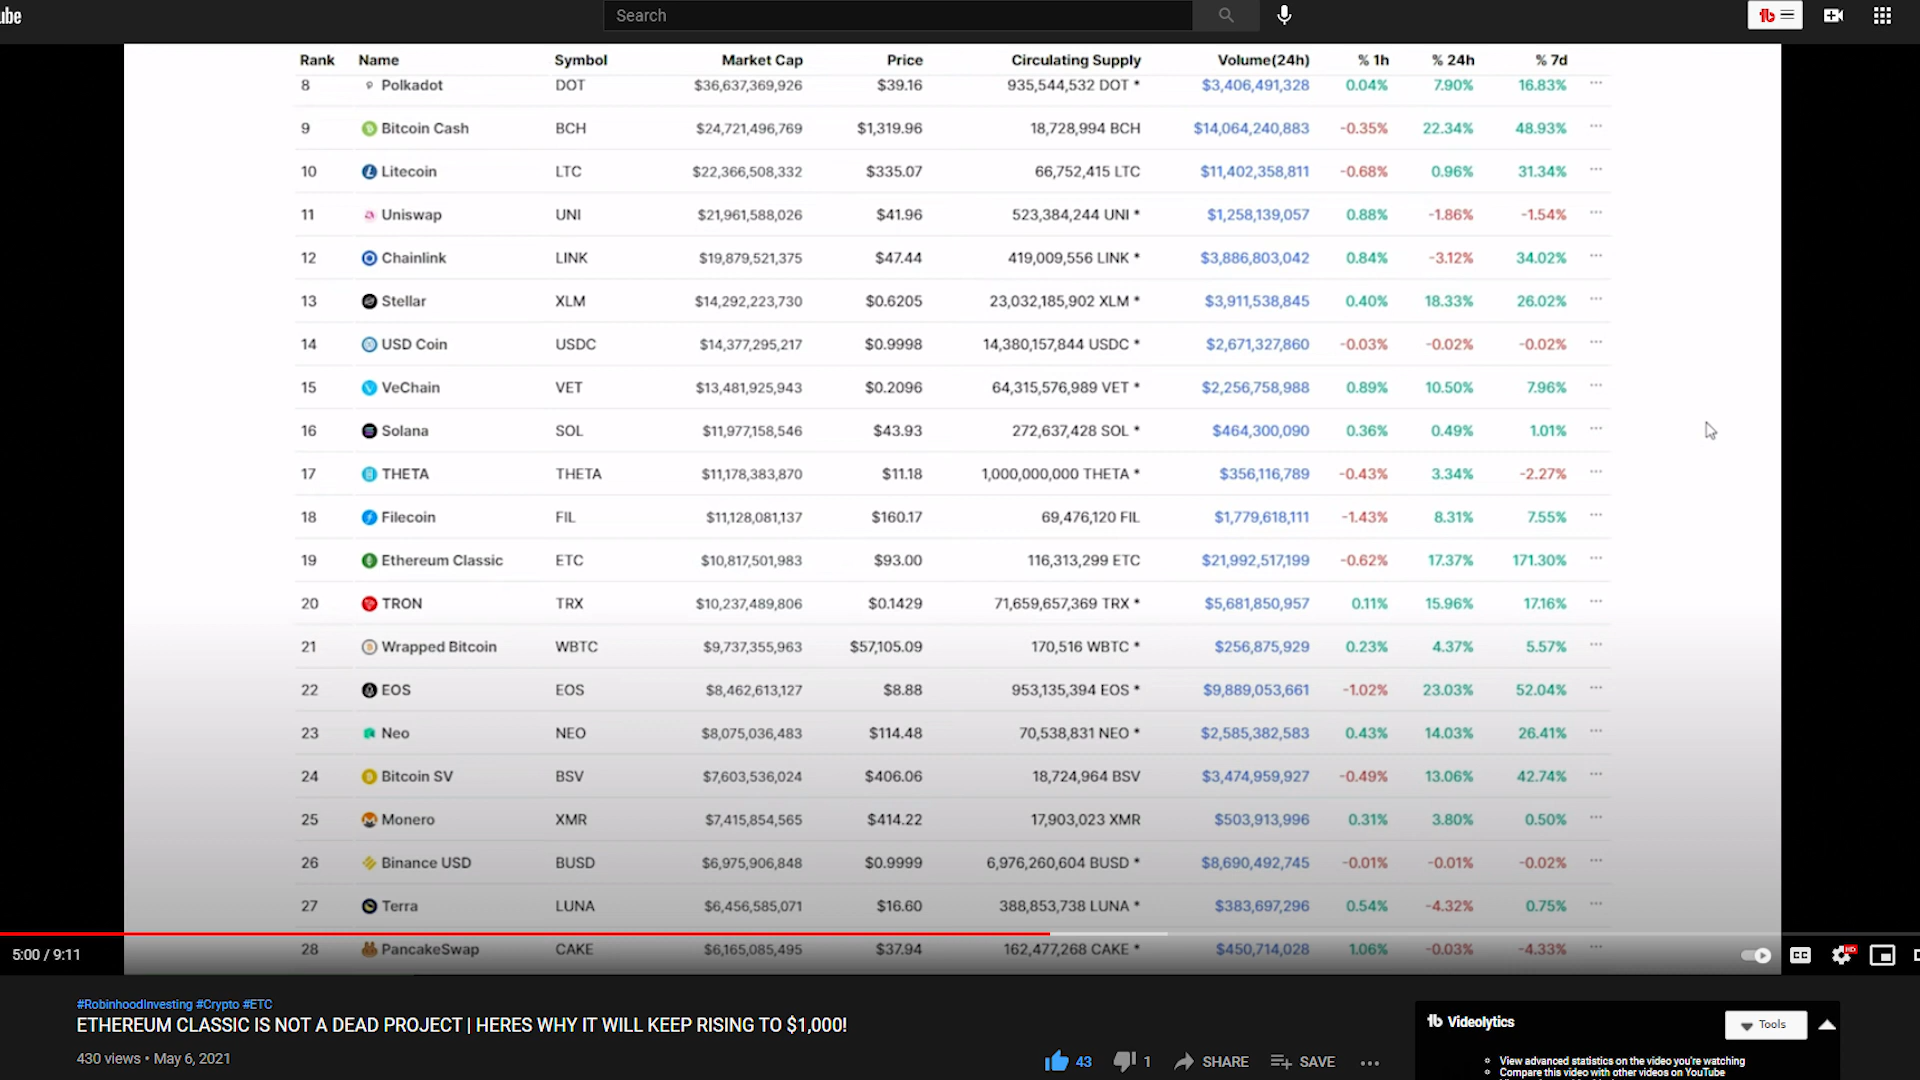 ube
Search
Rank Name Symbol Market Cap Price Circulating Supply Volume(24h) % 1h % 24h % 7d
8 Polkadot DOT $36,637,369,926 $39.16 935,544,532 DOT * $3,406,491,328 0.04% 7.90% 16.83% ...
9 Bitcoin Cash BCH $24,721,496,769 $1,319.96 18,728,994 BCH $14,064,240,883 -0.35% 22.34% 48.93% ...
10 Litecoin LTC $22,366,508,332 $335.07 66,752,415 LTC $11,402,358,811 -0.68% 0.96% 31.34% ...
11 Uniswap UNI $21,961,588,026 $41.96 523,384,244 UNI * $1,258,139,057 0.88% -1.86% -1.54% ...
12 Chainlink LINK $19,879,521,375 $47.44 419,009,556 LINK * $3,886,803,042 0.84% -3.12% 34.02% ...
13 Stellar XLM $14,292,223,730 $0.6205 23,032,185,902 XLM * $3,911,538,845 0.40% 18.33% 26.02% ...
14 USD Coin USDC $14,377,295,217 $0.9998 14,380,157,844 USDC * $2,671,327,860 -0.03% -0.02% -0.02% ...
15 VeChain VET $13,481,925,943 $0.2096 64,315,576,989 VET * $2,256,758,988 0.89% 10.50% 7.96% ...
16 Solana SOL $11,977,158,546 $43.93 272,637,428 SOL * $464,300,090 0.36% 0.49% 1.01% ...
17 THETA THETA $11,178,383,870 $11.18 1,000,000,000 THETA * $356,116,789 -0.43% 3.34% -2.27% ...
18 Filecoin FIL $11,128,081,137 $160.17 69,476,120 FIL $1,779,618,111 -1.43% 8.31% 7.55% ...
19 Ethereum Classic ETC $10,817,501,983 $93.00 116,313,299 ETC $21,992,517,199 -0.62% 17.37% 171.30% ...
20 TRON TRX $10,237,489,806 $0.1429 71,659,657,369 TRX * $5,681,850,957 0.11% 15.96% 17.16% ...
21 Wrapped Bitcoin WBTC $9,737,355,963 $57,105.09 170,516 WBTC * $256,875,929 0.23% 4.37% 5.57% ...
22 EOS EOS $8,462,613,127 $8.88 953,135,394 EOS * $9,889,053,661 -1.02% 23.03% 52.04% ...
23 Neo NEO $8,075,036,483 $114.48 70,538,831 NEO * $2,585,382,583 0.43% 14.03% 26.41% ...
24 Bitcoin SV BSV $7,603,536,024 $406.06 18,724,964 BSV $3,474,959,927 -0.49% 13.06% 42.74% ...
25 Monero XMR $7,415,854,565 $414.22 17,903,023 XMR $503,913,996 0.31% 3.80% 0.50% ...
26 Binance USD BUSD $6,975,906,848 $0.9999 6,976,260,604 BUSD * $8,690,492,745 -0.01% -0.01% -0.02% ...
27 Terra LUNA $6,456,585,071 $16.60 388,853,738 LUNA * $383,697,296 0.54% -4.32% 0.75% ...
28 PancakeSwap CAKE $6,165,085,495 $37.94 162,477,268 CAKE * $450,714,028 1.06% -0.03% -4.33% ...
5:00 / 9:11 CC HD
#RobinhoodInvesting #Crypto #ETC
ETHEREUM CLASSIC IS NOT A DEAD PROJECT | HERES WHY IT WILL KEEP RISING TO $1,000!
430 views • May 6, 2021
43 1 SHARE SAVE ...
tb Videolytics Tools
View advanced statistics on the video you're watching
Compare this video with other videos on YouTube